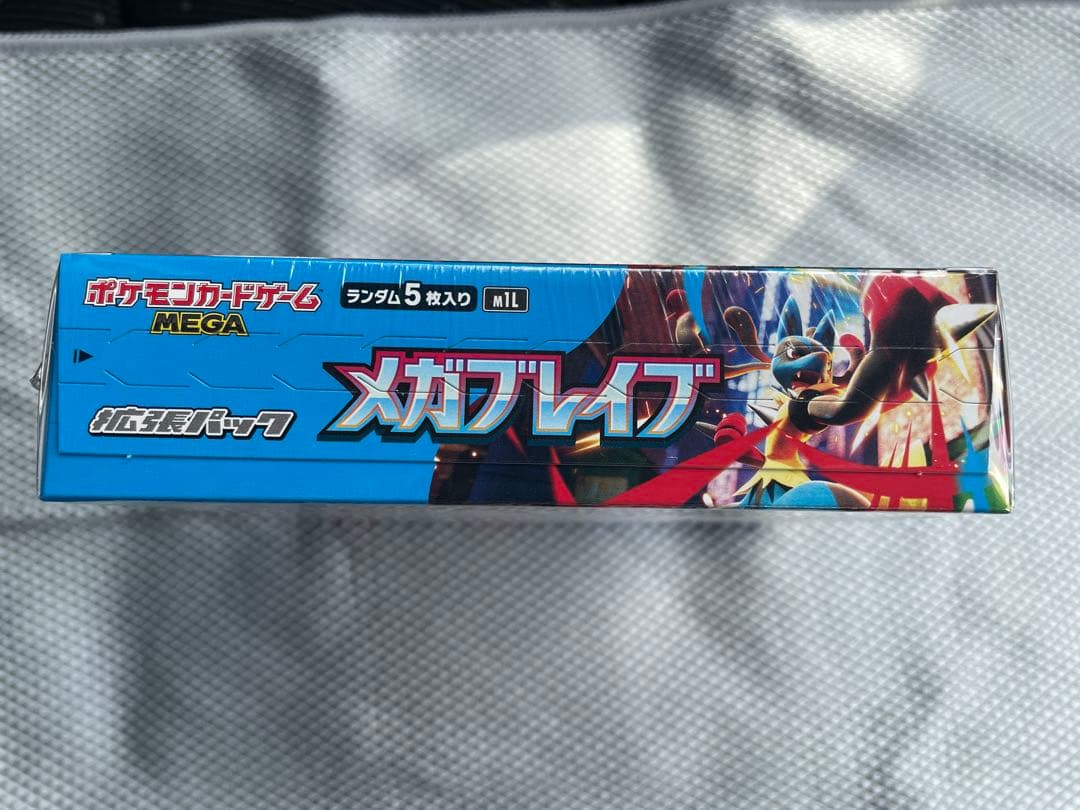 ポケモンカードゲーム
MEGA
ランダム5枚入り
M1L
拡張パック
メガブレイブ